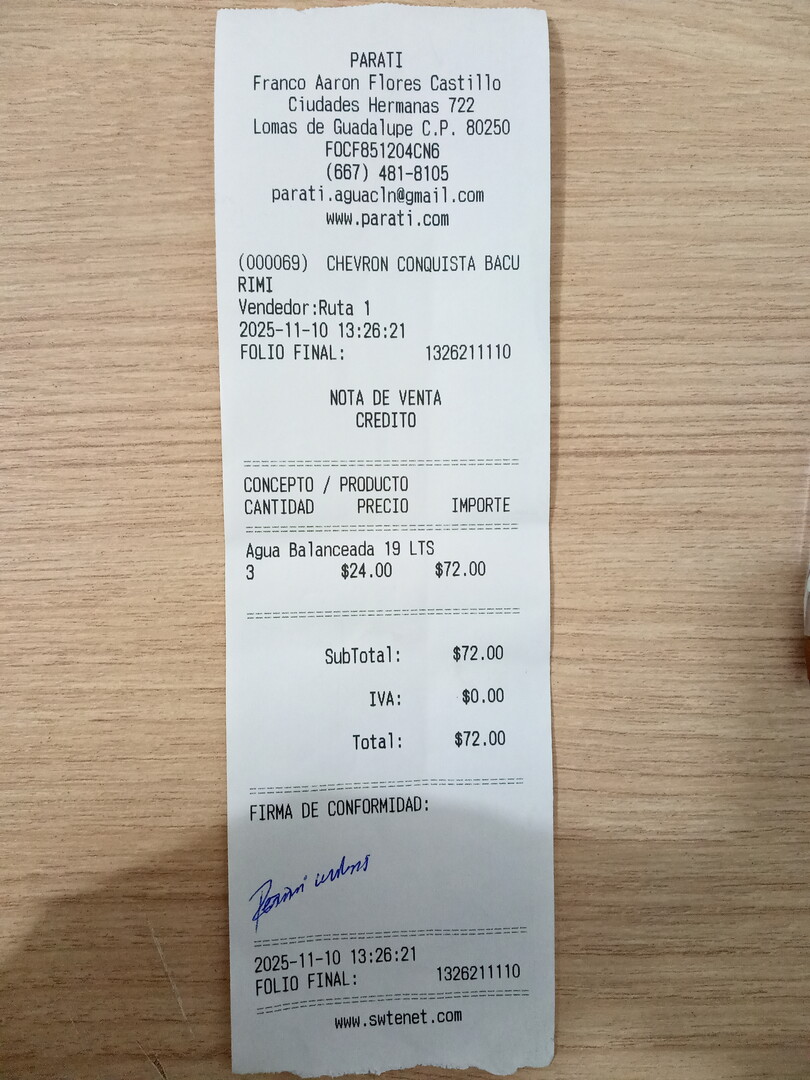 PARATI
Franco Aaron Flores Castillo
Ciudades Hermanas 722
Lomas de Guadalupe C.P. 80250
FOCF851204CN6
(667) 481-8105
parati.aguacln@gmail.com
www.parati.com
(000069) CHEVRON CONQUISTA BACU
RIMI
Vendedor:Ruta 1
2025-11-10 13:26:21
FOLIO FINAL: 1326211110
NOTA DE VENTA
CREDITO
CONCEPTO / PRODUCTO
CANTIDAD PRECIO IMPORTE
Agua Balanceada 19 LTS
3 $24.00 $72.00
SubTotal: $72.00
IVA: $0.00
Total: $72.00
FIRMA DE CONFORMIDAD:
2025-11-10 13:26:21
FOLIO FINAL: 1326211110
www.swtenet.com